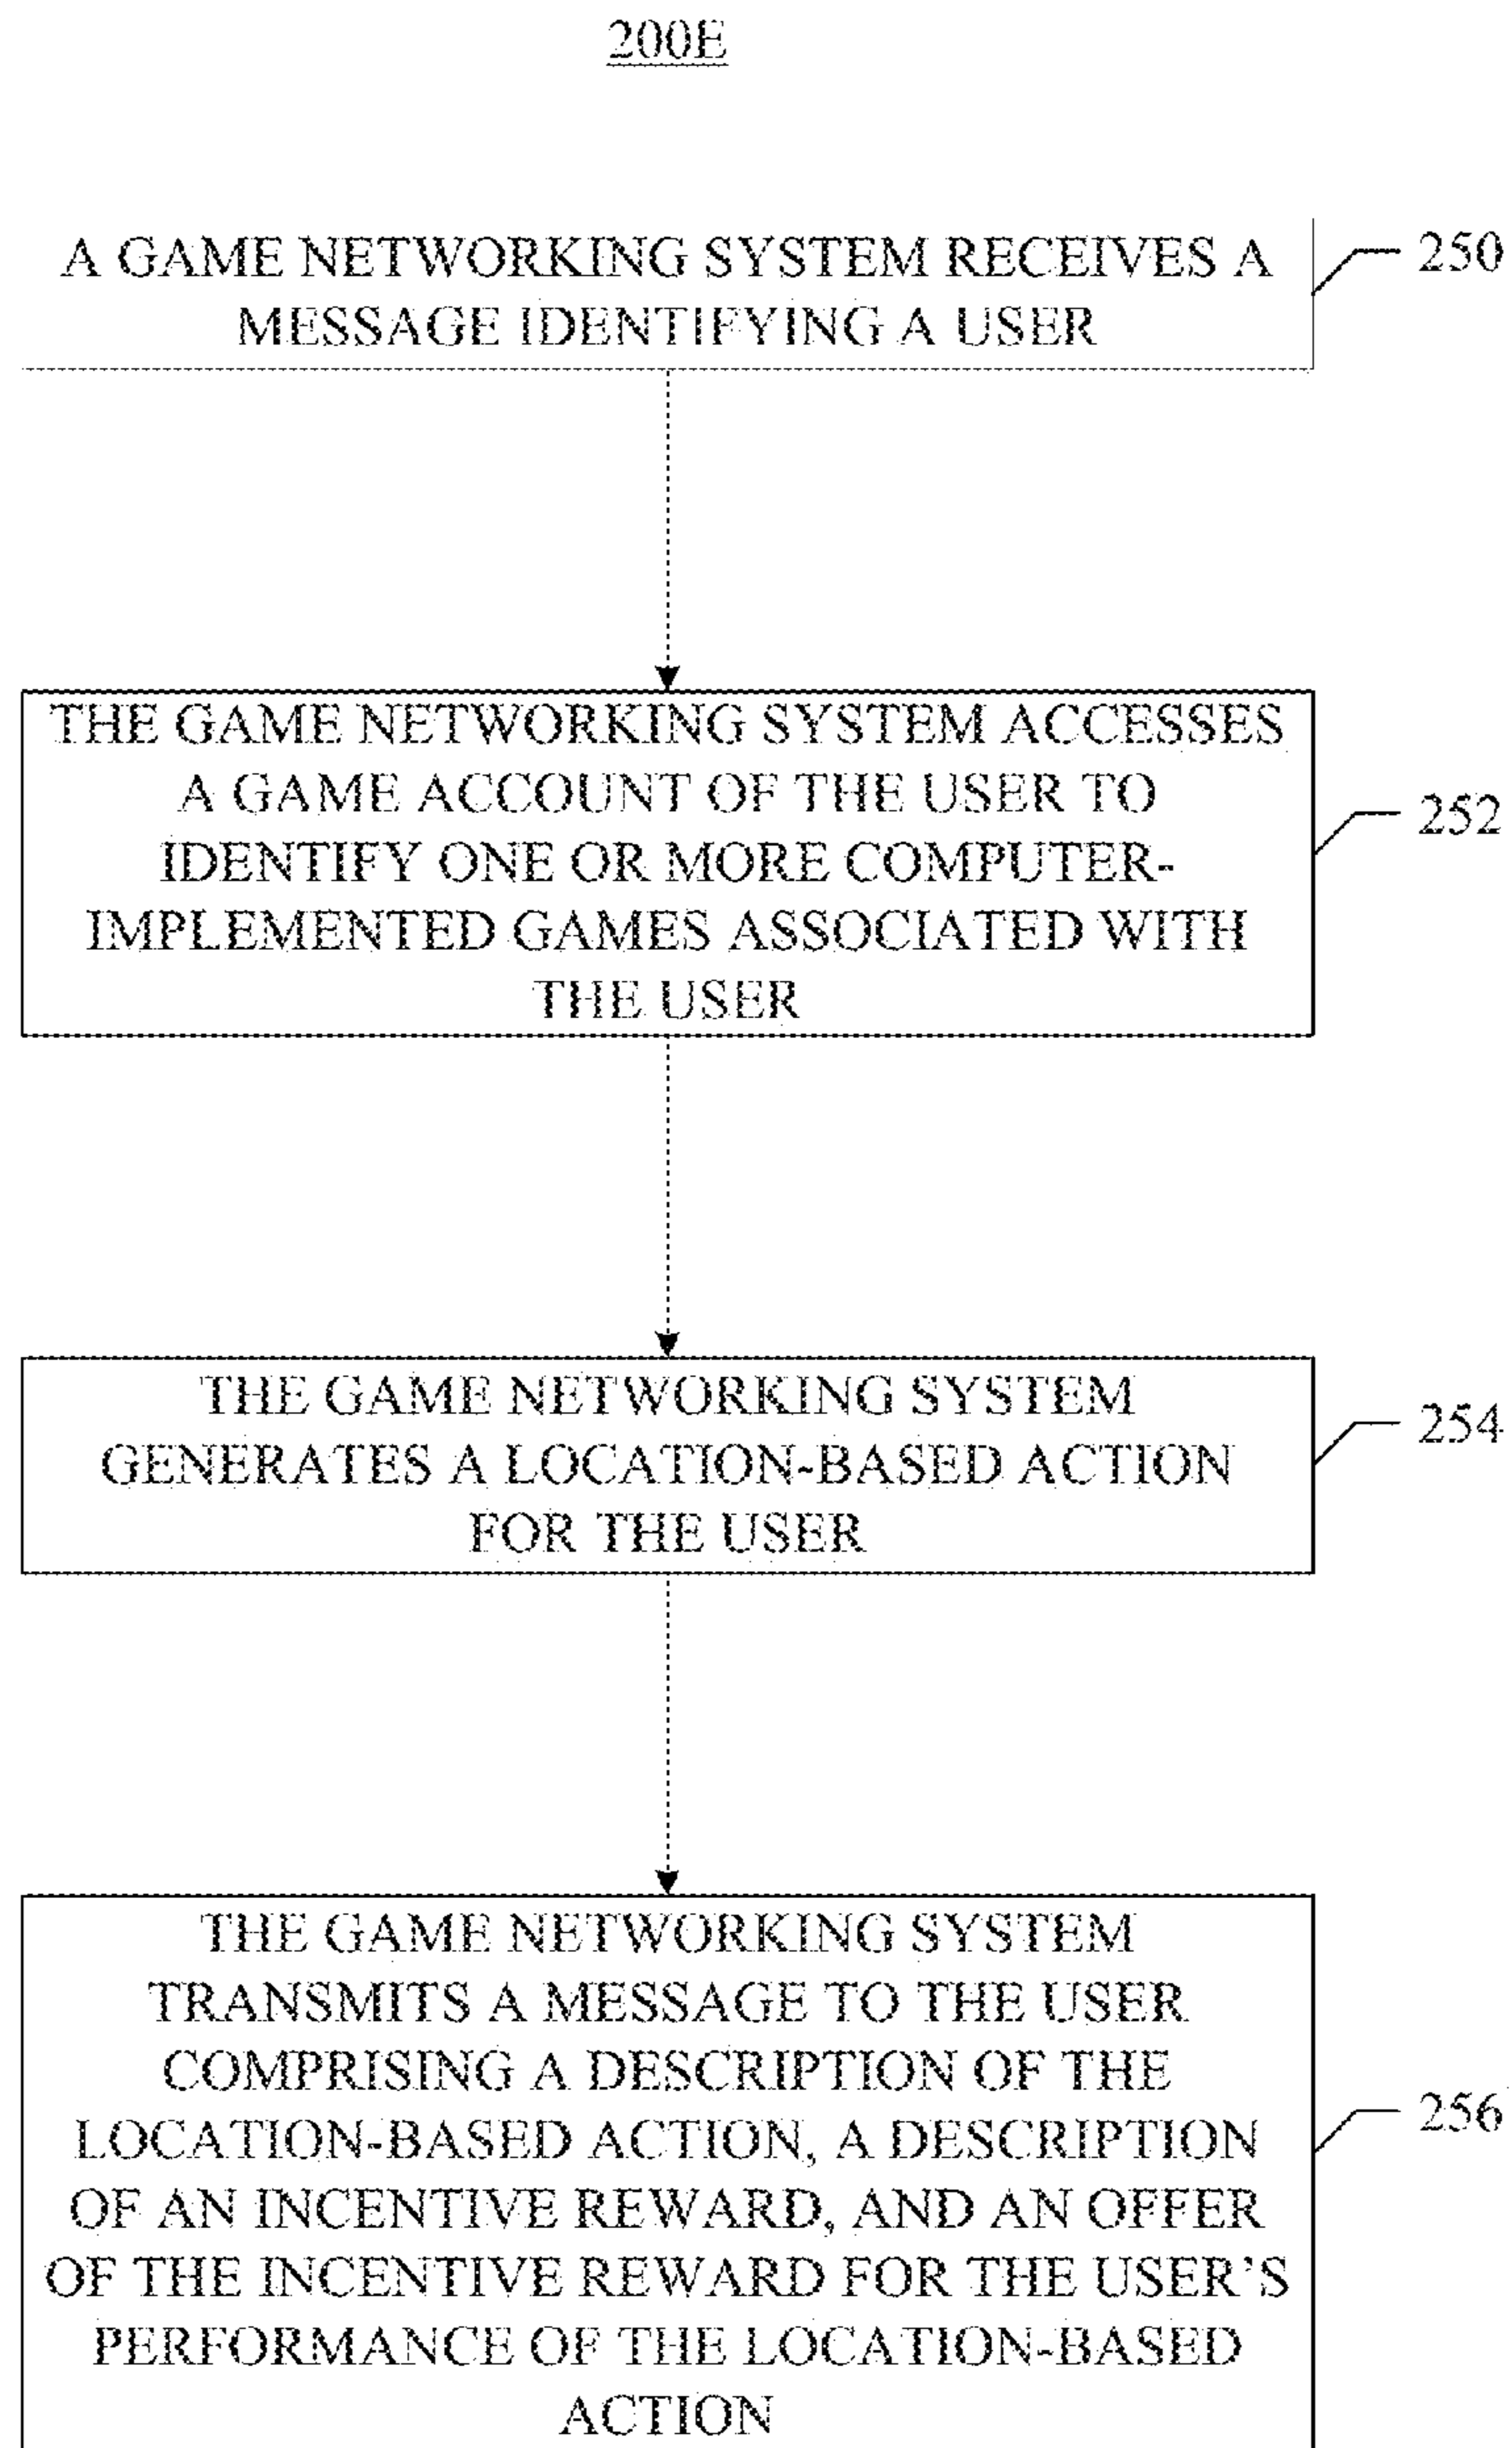 200E
A GAME NETWORKING SYSTEM RECEIVES A
MESSAGE IDENTIFYING A USER
250
THE GAME NETWORKING SYSTEM ACCESSES
A GAME ACCOUNT OF THE USER TO
IDENTIFY ONE OR MORE COMPUTER-
IMPLEMENTED GAMES ASSOCIATED WITH
THE USER
252
THE GAME NETWORKING SYSTEM
GENERATES A LOCATION-BASED ACTION
FOR THE USER
254
THE GAME NETWORKING SYSTEM
TRANSMITS A MESSAGE TO THE USER
COMPRISING A DESCRIPTION OF THE
LOCATION-BASED ACTION, A DESCRIPTION
OF AN INCENTIVE REWARD, AND AN OFFER
OF THE INCENTIVE REWARD FOR THE USER'S
PERFORMANCE OF THE LOCATION-BASED
ACTION
256